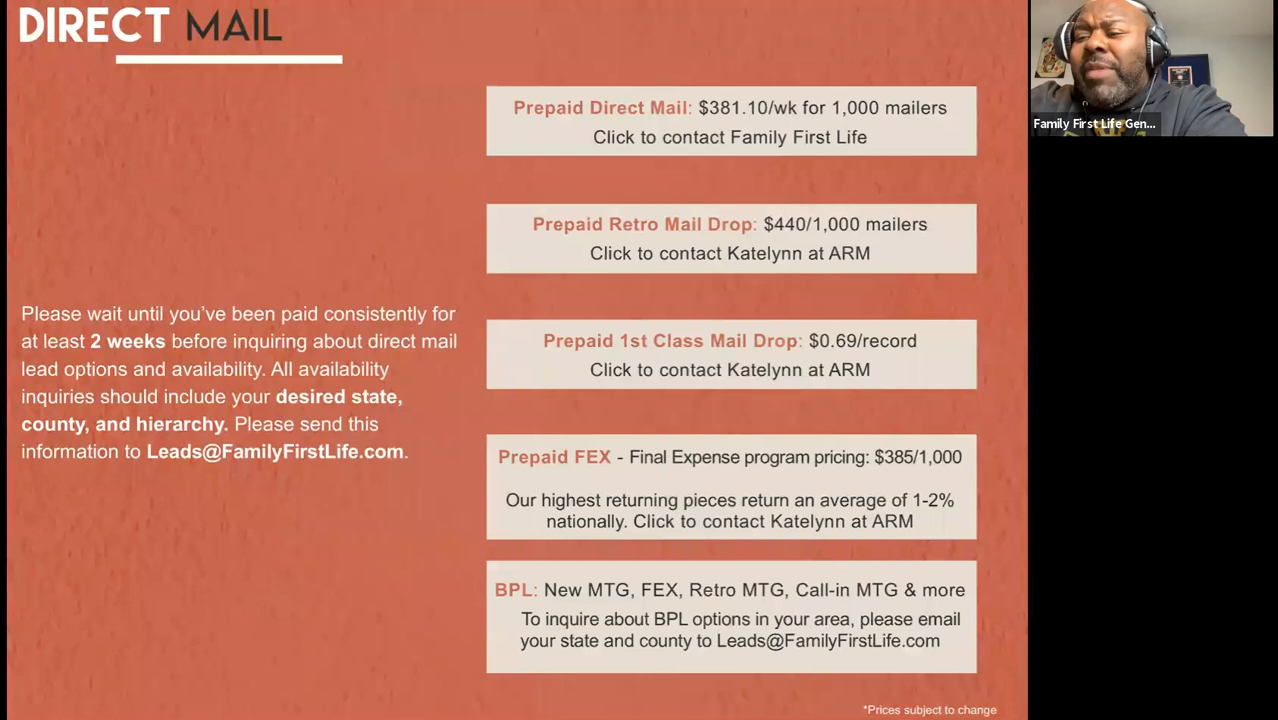 DIRECT MAIL
Prepaid Direct Mail: $381.10/wk for 1,000 mailers
Click to contact Family First Life
Prepaid Retro Mail Drop: $440/1,000 mailers
Click to contact Katelynn at ARM
Please wait until you’ve been paid consistently for
at least 2 weeks before inquiring about direct mail
lead options and availability. All availability
inquiries should include your desired state,
county, and hierarchy. Please send this
information to Leads@FamilyFirstLife.com.
Prepaid 1st Class Mail Drop: $0.69/record
Click to contact Katelynn at ARM
Prepaid FEX - Final Expense program pricing: $385/1,000
Our highest returning pieces return an average of 1-2%
nationally. Click to contact Katelynn at ARM
BPL: New MTG, FEX, Retro MTG, Call-in MTG & more
To inquire about BPL options in your area, please email
your state and county to Leads@FamilyFirstLife.com
*Prices subject to change
Family First Life Gen...